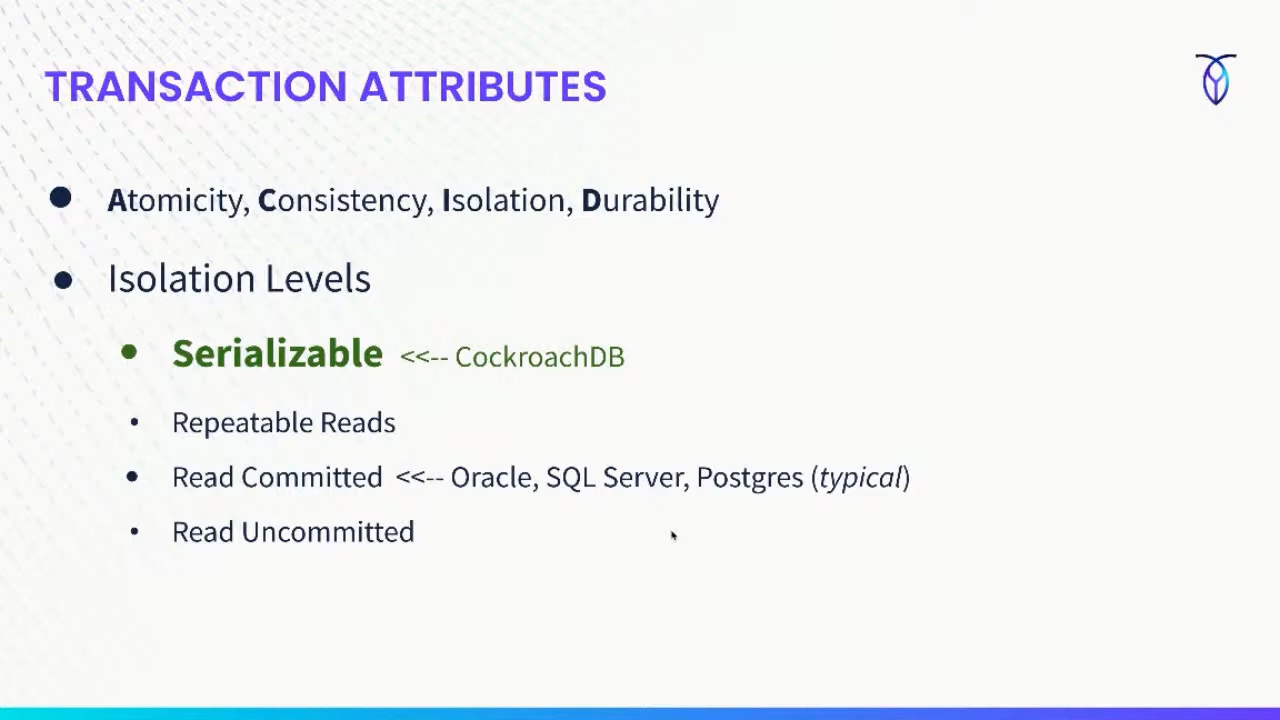 TRANSACTION ATTRIBUTES
Atomicity, Consistency, Isolation, Durability
Isolation Levels
Serializable <<-- CockroachDB
Repeatable Reads
Read Committed <<-- Oracle, SQL Server, Postgres (typical)
Read Uncommitted